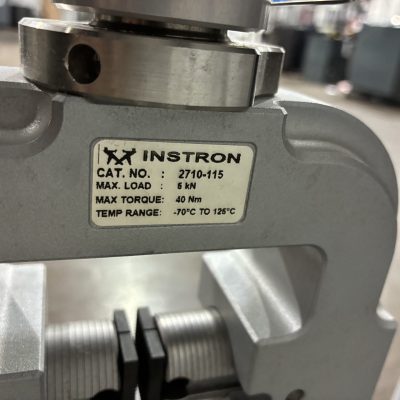 INSTRON
CAT. NO. : 2710-115
MAX. LOAD : 5 kN
MAX TORQUE: 40 Nm
TEMP RANGE: -70°C TO 125°C